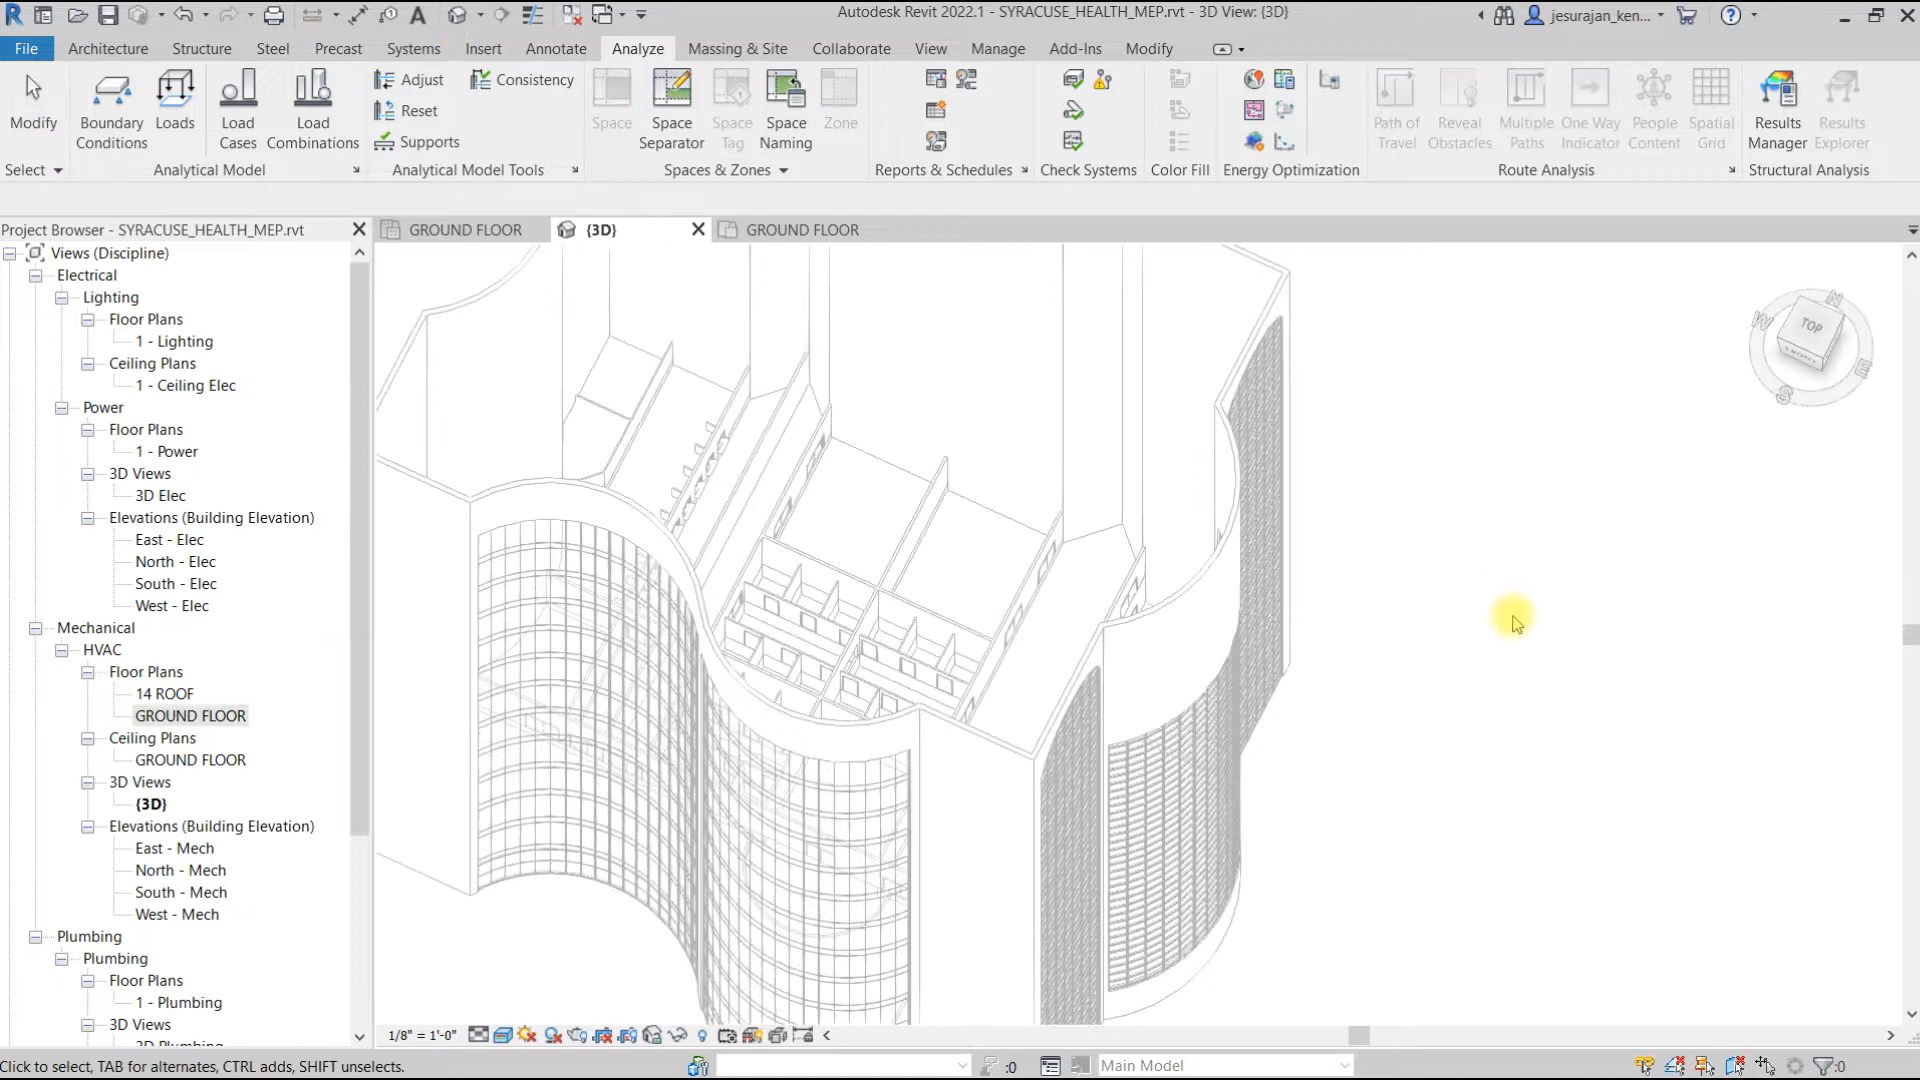 Autodesk Revit 2022.1 - SYRACUSE_HEALTH_MEP.rvt - 3D View: {3D}
jesurajan_ken...
File Architecture Structure Steel Precast Systems Insert Annotate Analyze Massing & Site Collaborate View Manage Add-Ins Modify
Modify
Boundary Conditions
Loads
Load Cases
Load Combinations
Adjust
Reset
Supports
Consistency
Space
Space Separator
Space Tag
Space Naming
Zone
Path of Travel
Reveal Obstacles
Multiple Paths
One Way Indicator
People Content
Spatial Grid
Results Manager
Results Explorer
Select Analytical Model Analytical Model Tools Spaces & Zones Reports & Schedules Check Systems Color Fill Energy Optimization Route Analysis Structural Analysis
Project Browser - SYRACUSE_HEALTH_MEP.rvt
GROUND FLOOR {3D} GROUND FLOOR
Views (Discipline)
Electrical
Lighting
Floor Plans
1 - Lighting
Ceiling Plans
1 - Ceiling Elec
Power
Floor Plans
1 - Power
3D Views
3D Elec
Elevations (Building Elevation)
East - Elec
North - Elec
South - Elec
West - Elec
Mechanical
HVAC
Floor Plans
14 ROOF
GROUND FLOOR
Ceiling Plans
GROUND FLOOR
3D Views
{3D}
Elevations (Building Elevation)
East - Mech
North - Mech
South - Mech
West - Mech
Plumbing
Plumbing
Floor Plans
1 - Plumbing
3D Views
TOP
N
W
E
S
1/8" = 1'-0"
Click to select, TAB for alternates, CTRL adds, SHIFT unselects.
:0
Main Model
:0